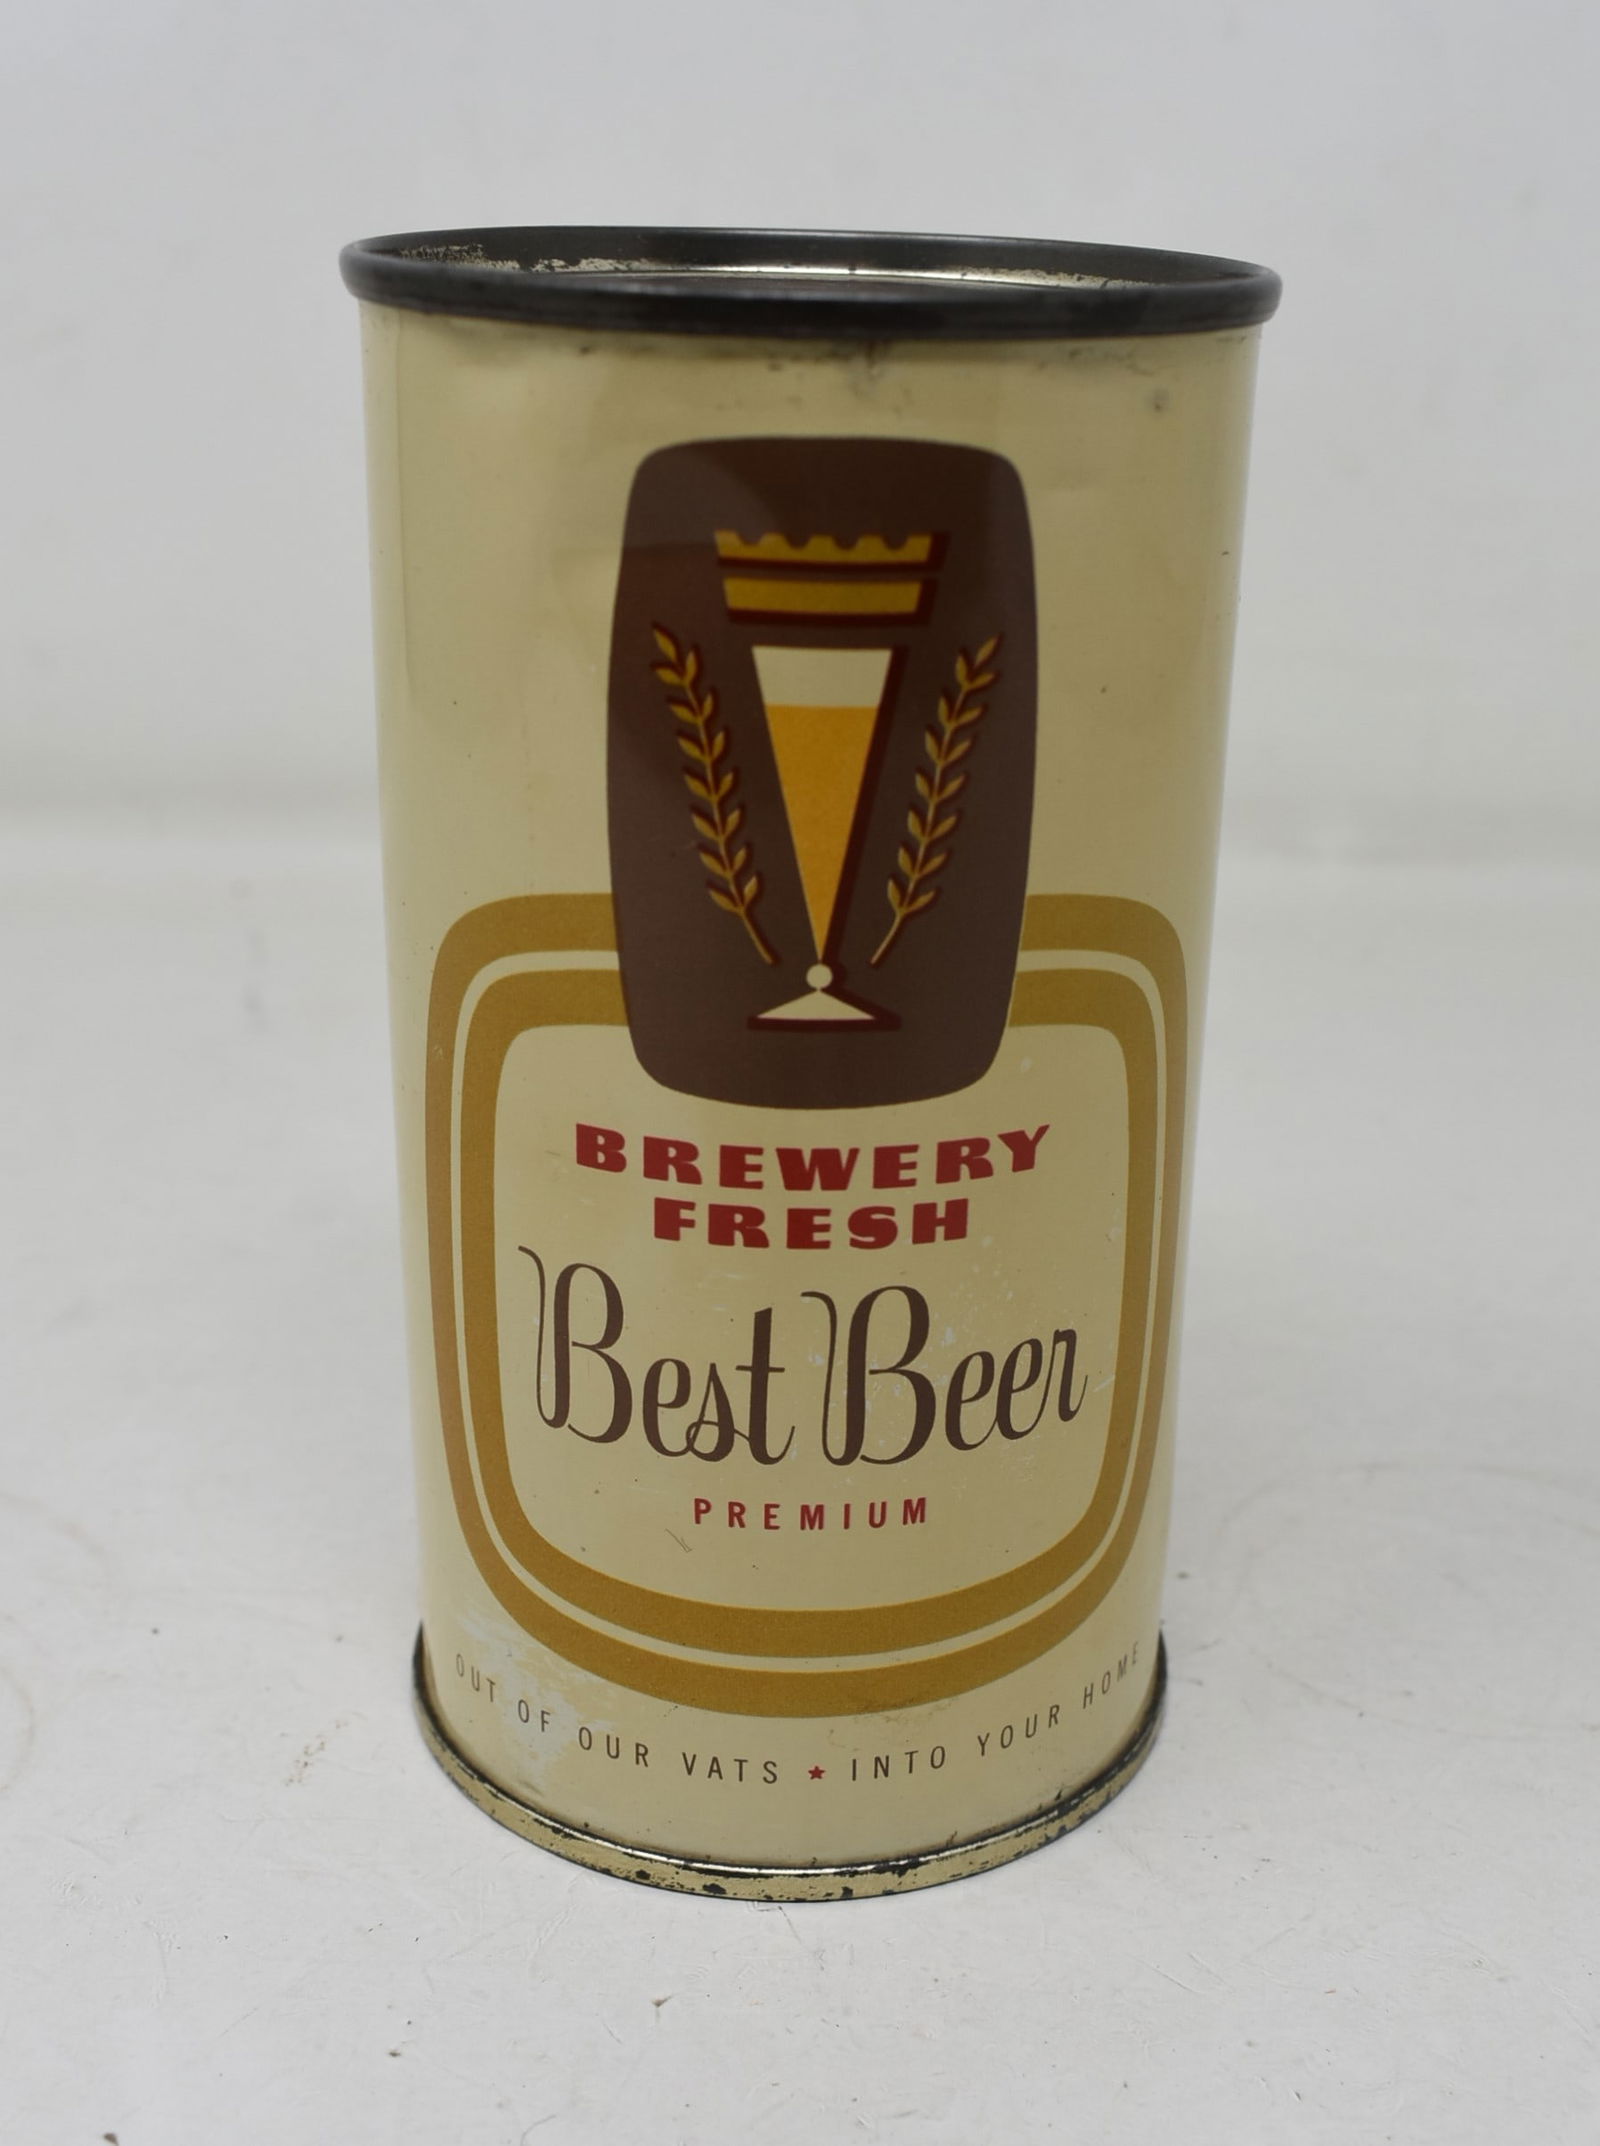 BREWERY
FRESH
Best Beer
PREMIUM
OUT OF OUR VATS ★ INTO YOUR HOME